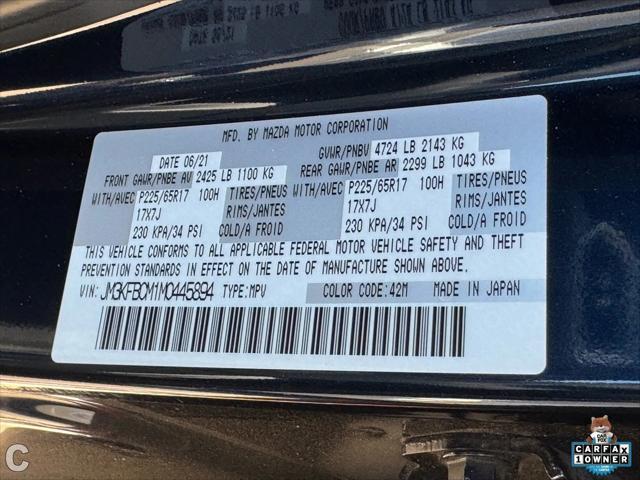 MFD. BY MAZDA MOTOR CORPORATION
DATE 06/21 GVWR/PNBV 4724 LB 2143 KG
FRONT GAWR/PNBE AV 2425 LB 1100 KG REAR GAWR/PNBE AR 2299 LB 1043 KG
WITH/AVEC P225/65R17 100H TIRES/PNEUS WITH/AVEC P225/65R17 100H TIRES/PNEUS
17X7J RIMS/JANTES 17X7J RIMS/JANTES
230 KPA/34 PSI COLD/A FROID 230 KPA/34 PSI COLD/A FROID
THIS VEHICLE CONFORMS TO ALL APPLICABLE FEDERAL MOTOR VEHICLE SAFETY AND THEFT
PREVENTION STANDARDS IN EFFECT ON THE DATE OF MANUFACTURE SHOWN ABOVE.
VIN: JM3KFBCM1M0445894 TYPE:MPV COLOR CODE:42M MADE IN JAPAN
C
CARFAX
1 OWNER